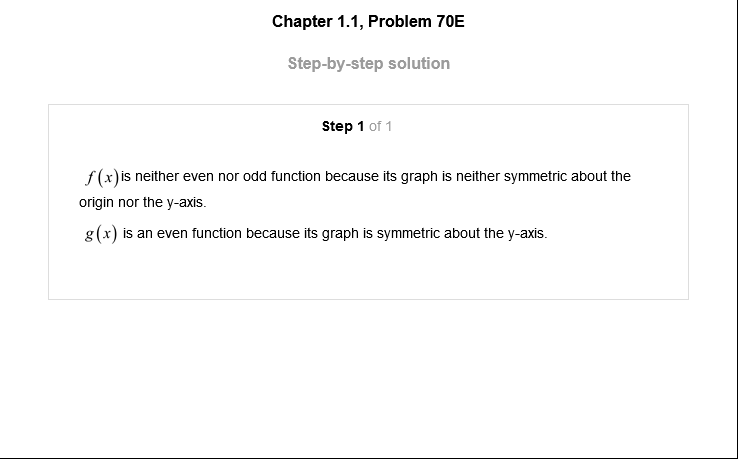 Chapter 1.1, Problem 70E
Step-by-step solution
Step 1 of 1
f(x)is neither even nor odd function because its graph is neither symmetric about the
origin nor the y-axis.
g(x) is an even function because its graph is symmetric about the y-axis.